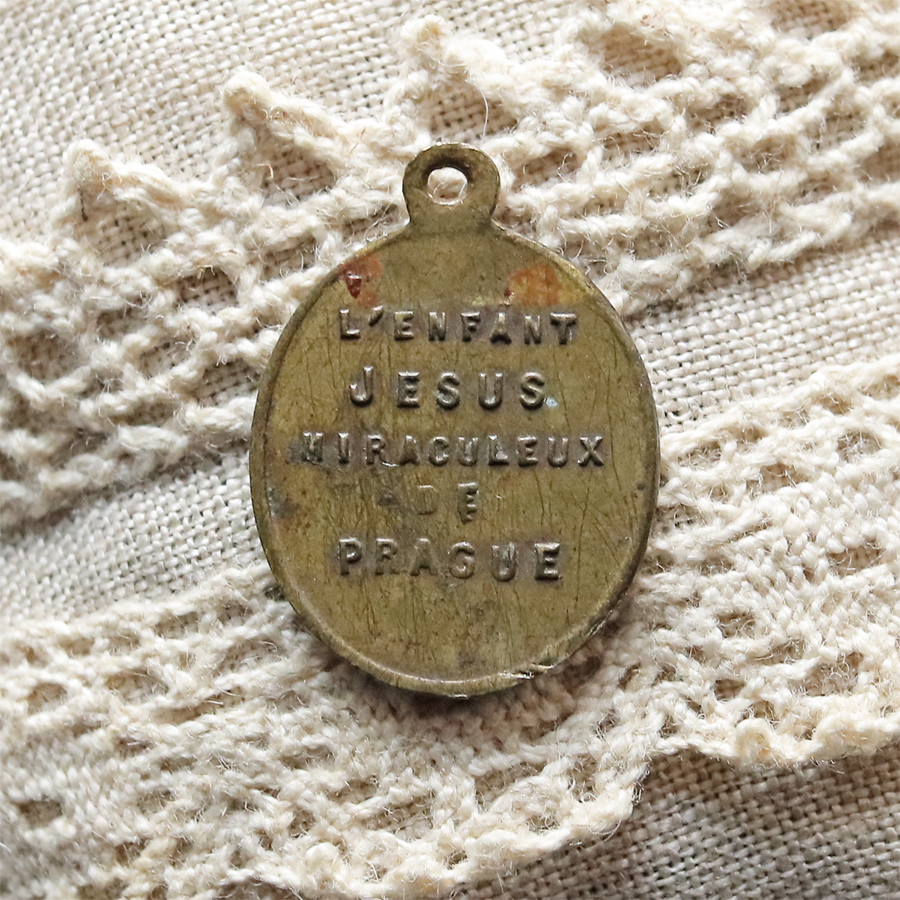 L'ENFANT
JESUS
MIRACULEUX
DE
PRAGUE